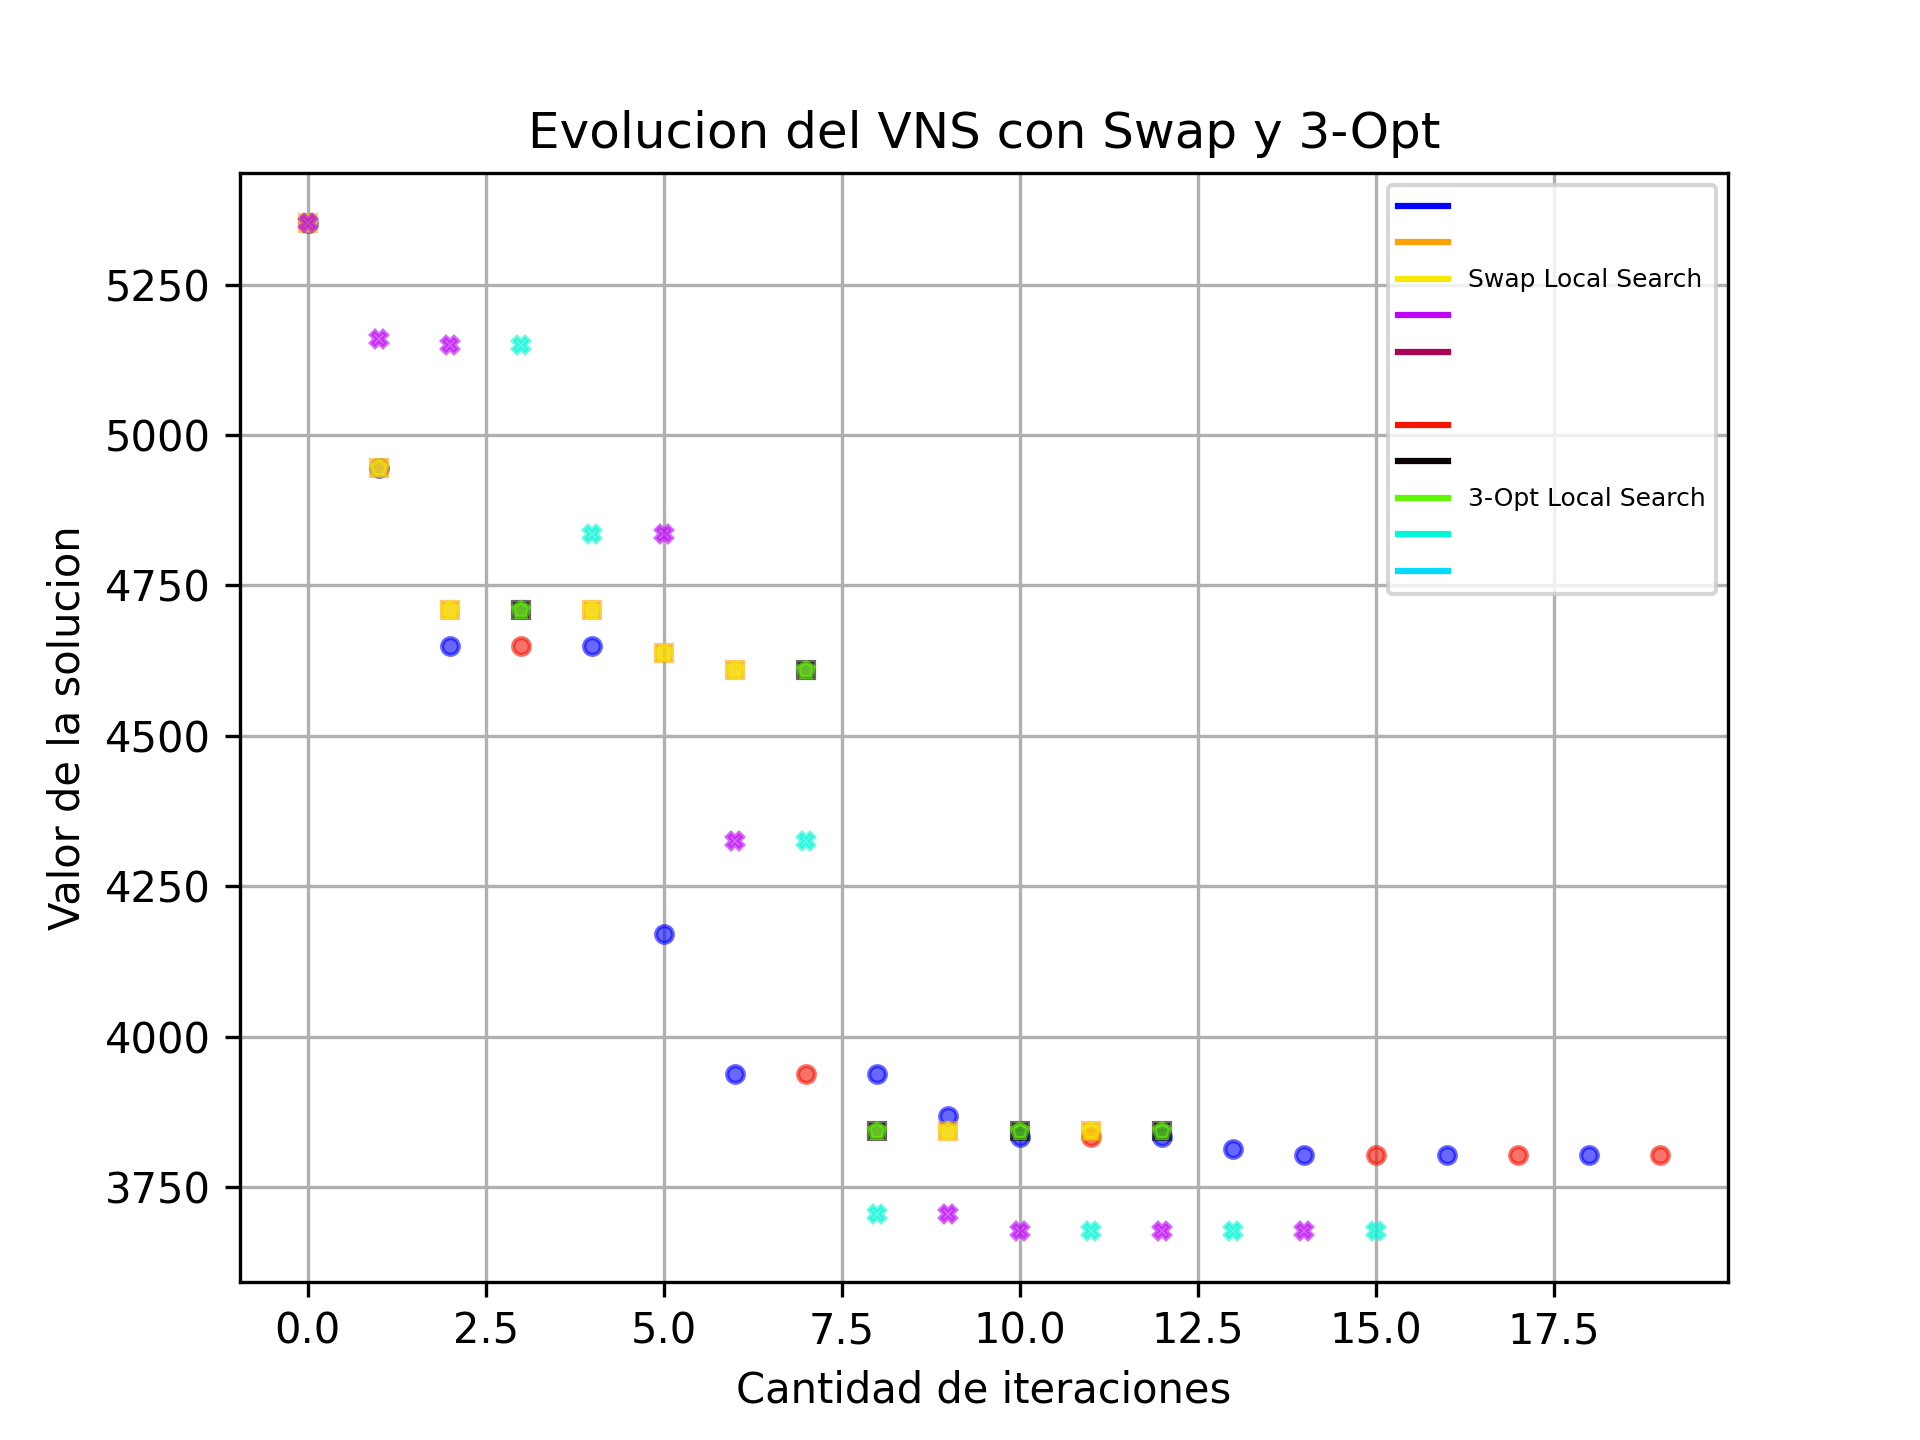 Evolucion del VNS con Swap y 3-Opt
Swap Local Search
3-Opt Local Search
Valor de la solucion
5250
5000
4750
4500
4250
4000
3750
0.0 2.5 5.0 7.5 10.0 12.5 15.0 17.5
Cantidad de iteraciones